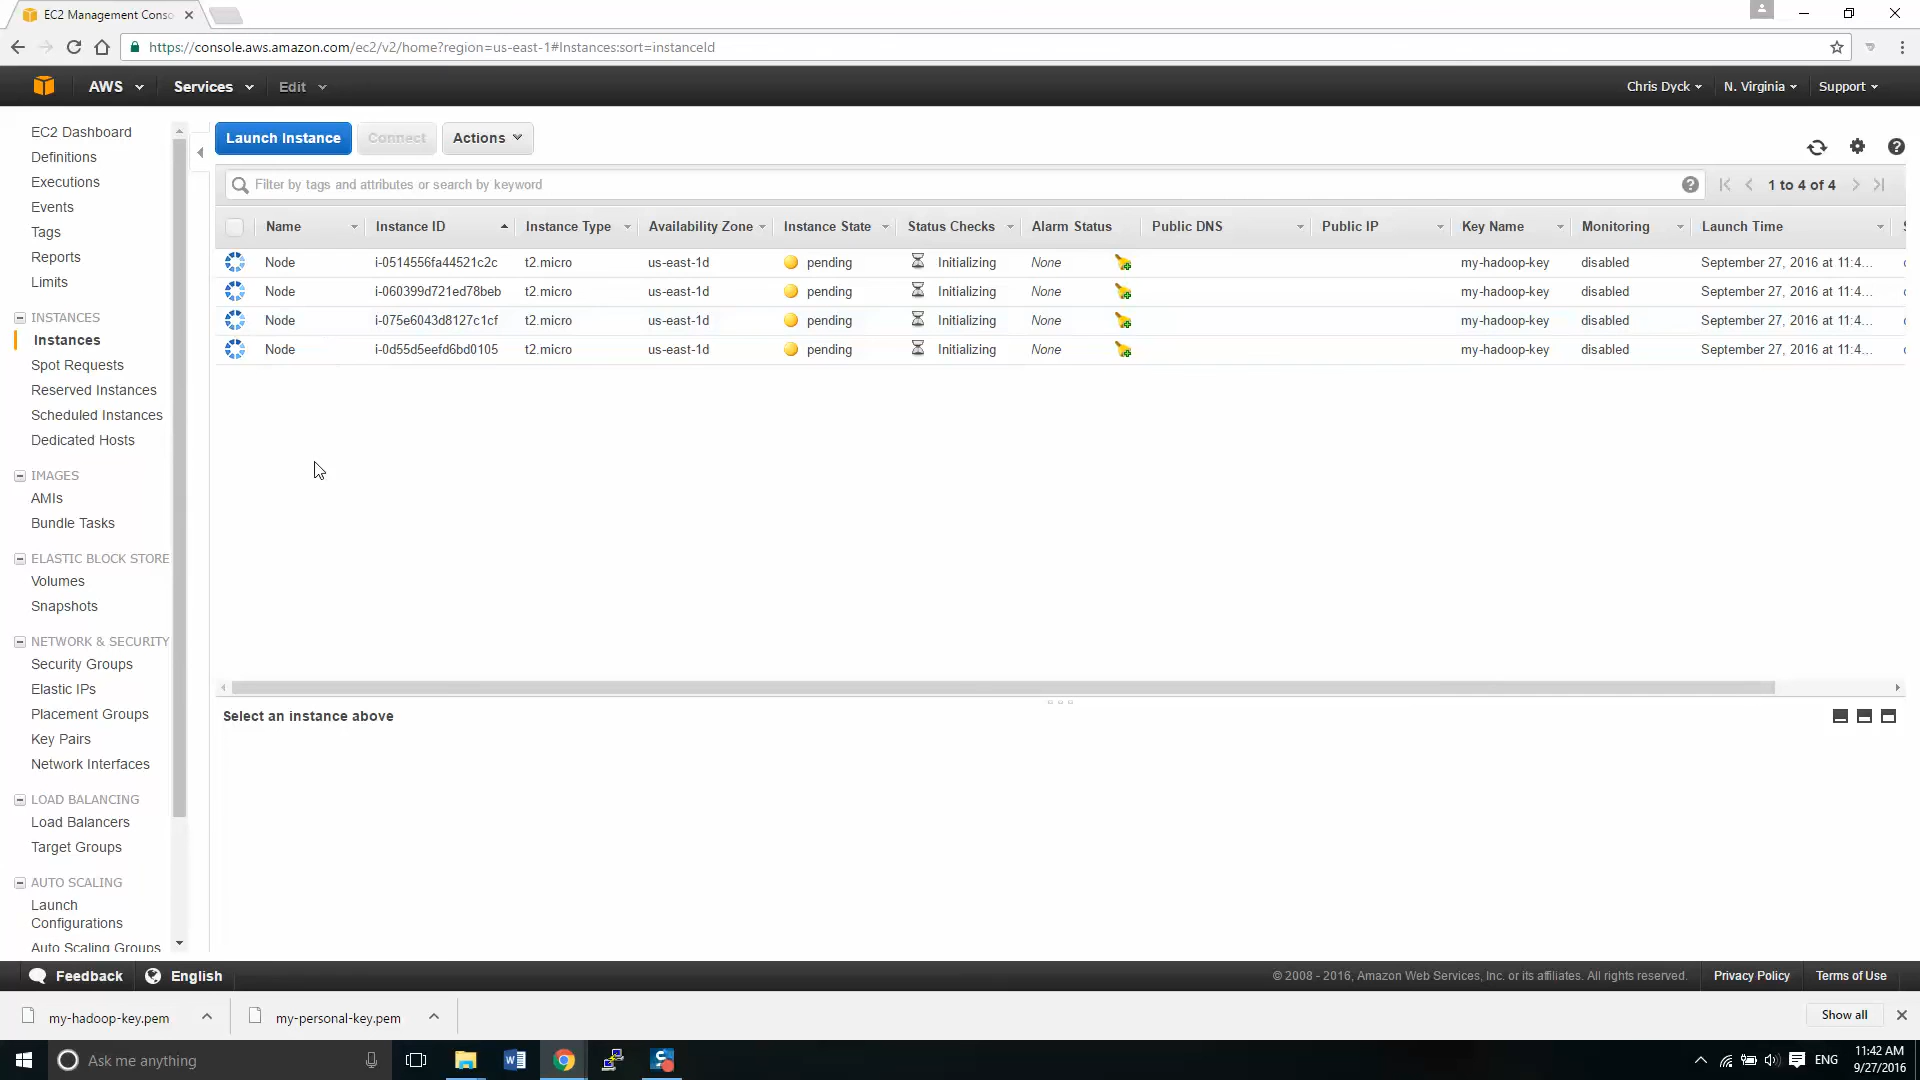 EC2 Management Conso
https://console.aws.amazon.com/ec2/v2/home?region=us-east-1#Instances:sort=instanceId
AWS Services Edit Chris Dyck N. Virginia Support
EC2 Dashboard
Definitions
Executions
Events
Tags
Reports
Limits
INSTANCES
Instances
Spot Requests
Reserved Instances
Scheduled Instances
Dedicated Hosts
IMAGES
AMIs
Bundle Tasks
ELASTIC BLOCK STORE
Volumes
Snapshots
NETWORK & SECURITY
Security Groups
Elastic IPs
Placement Groups
Key Pairs
Network Interfaces
LOAD BALANCING
Load Balancers
Target Groups
AUTO SCALING
Launch
Configurations
Auto Scaling Groups
Launch Instance Connect Actions
Filter by tags and attributes or search by keyword 1 to 4 of 4
Name Instance ID Instance Type Availability Zone Instance State Status Checks Alarm Status Public DNS Public IP Key Name Monitoring Launch Time
Node i-0514556fa44521c2c t2.micro us-east-1d pending Initializing None my-hadoop-key disabled September 27, 2016 at 11:4...
Node i-060399d721ed78beb t2.micro us-east-1d pending Initializing None my-hadoop-key disabled September 27, 2016 at 11:4...
Node i-075e6043d8127c1cf t2.micro us-east-1d pending Initializing None my-hadoop-key disabled September 27, 2016 at 11:4...
Node i-0d55d5eefd6bd0105 t2.micro us-east-1d pending Initializing None my-hadoop-key disabled September 27, 2016 at 11:4...
Select an instance above
Feedback English © 2008 - 2016, Amazon Web Services, Inc. or its affiliates. All rights reserved. Privacy Policy Terms of Use
my-hadoop-key.pem my-personal-key.pem Show all
Ask me anything ENG 11:42 AM
9/27/2016